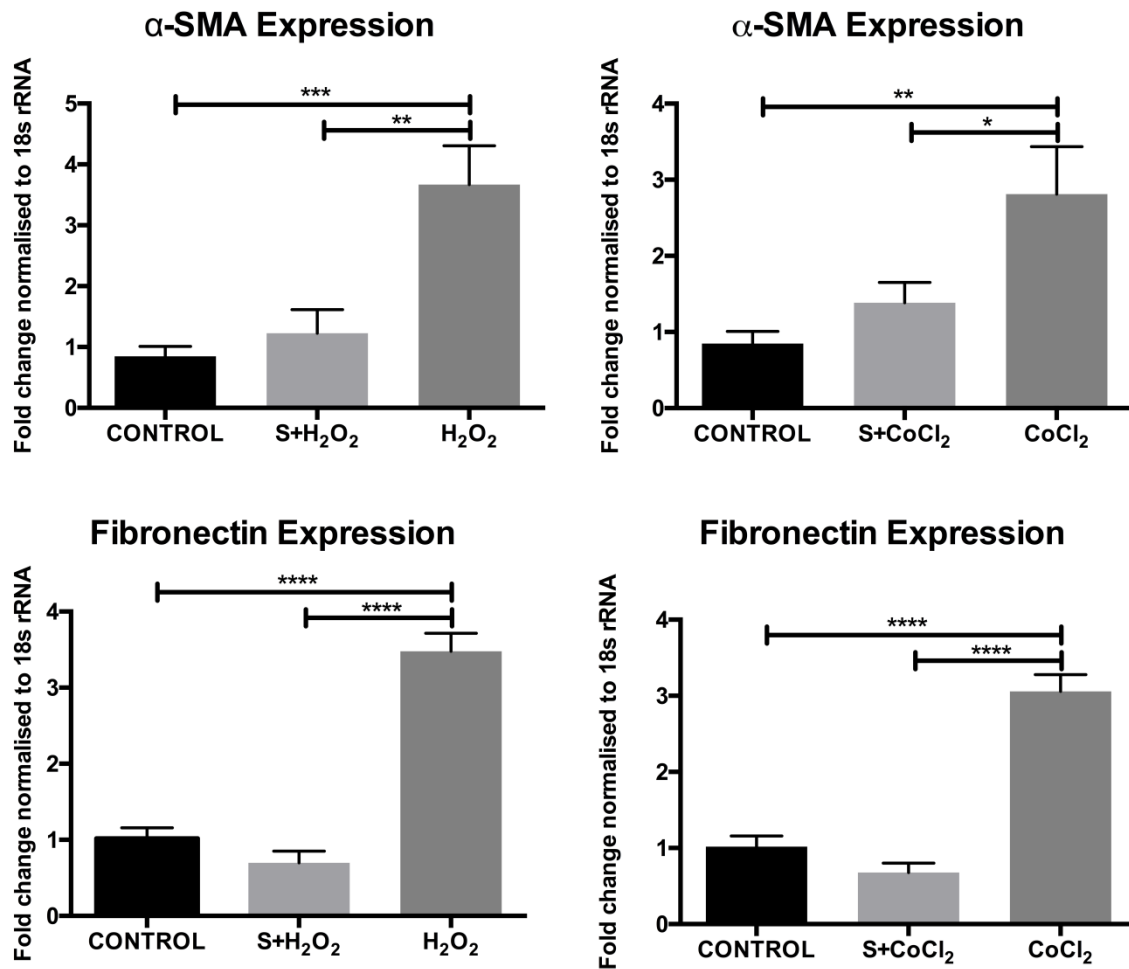 α-SMA Expression
Fold change normalised to 18s rRNA
5
4
3
2
1
0
***
**
CONTROL S+H₂O₂ H₂O₂
α-SMA Expression
Fold change normalised to 18s rRNA
4
3
2
1
0
**
*
CONTROL S+CoCl₂ CoCl₂
Fibronectin Expression
Fold change normalised to 18s rRNA
4
3
2
1
0
****
****
CONTROL S+H₂O₂ H₂O₂
Fibronectin Expression
Fold change normalised to 18s rRNA
4
3
2
1
0
****
****
CONTROL S+CoCl₂ CoCl₂